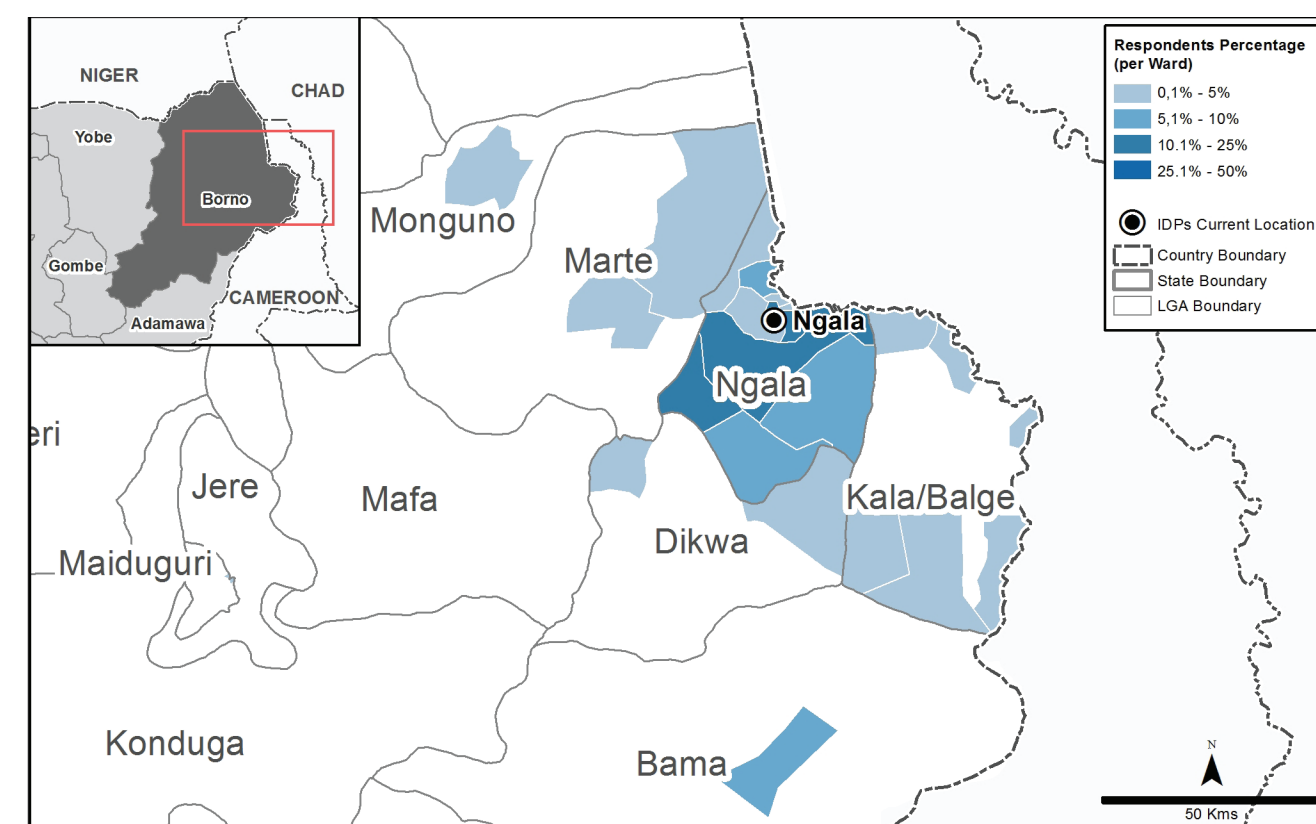 NIGER
CHAD
Yobe
Borno
Gombe
CAMEROON
Adamawa
Respondents Percentage
(per Ward)
0,1% - 5%
5,1% - 10%
10.1% - 25%
25.1% - 50%
IDPs Current Location
Country Boundary
State Boundary
LGA Boundary
Monguno
Marte
Ngala
Ngala
eri
Jere
Mafa
Kala/Balge
Dikwa
Maiduguri
Konduga
Bama
N
50 Kms